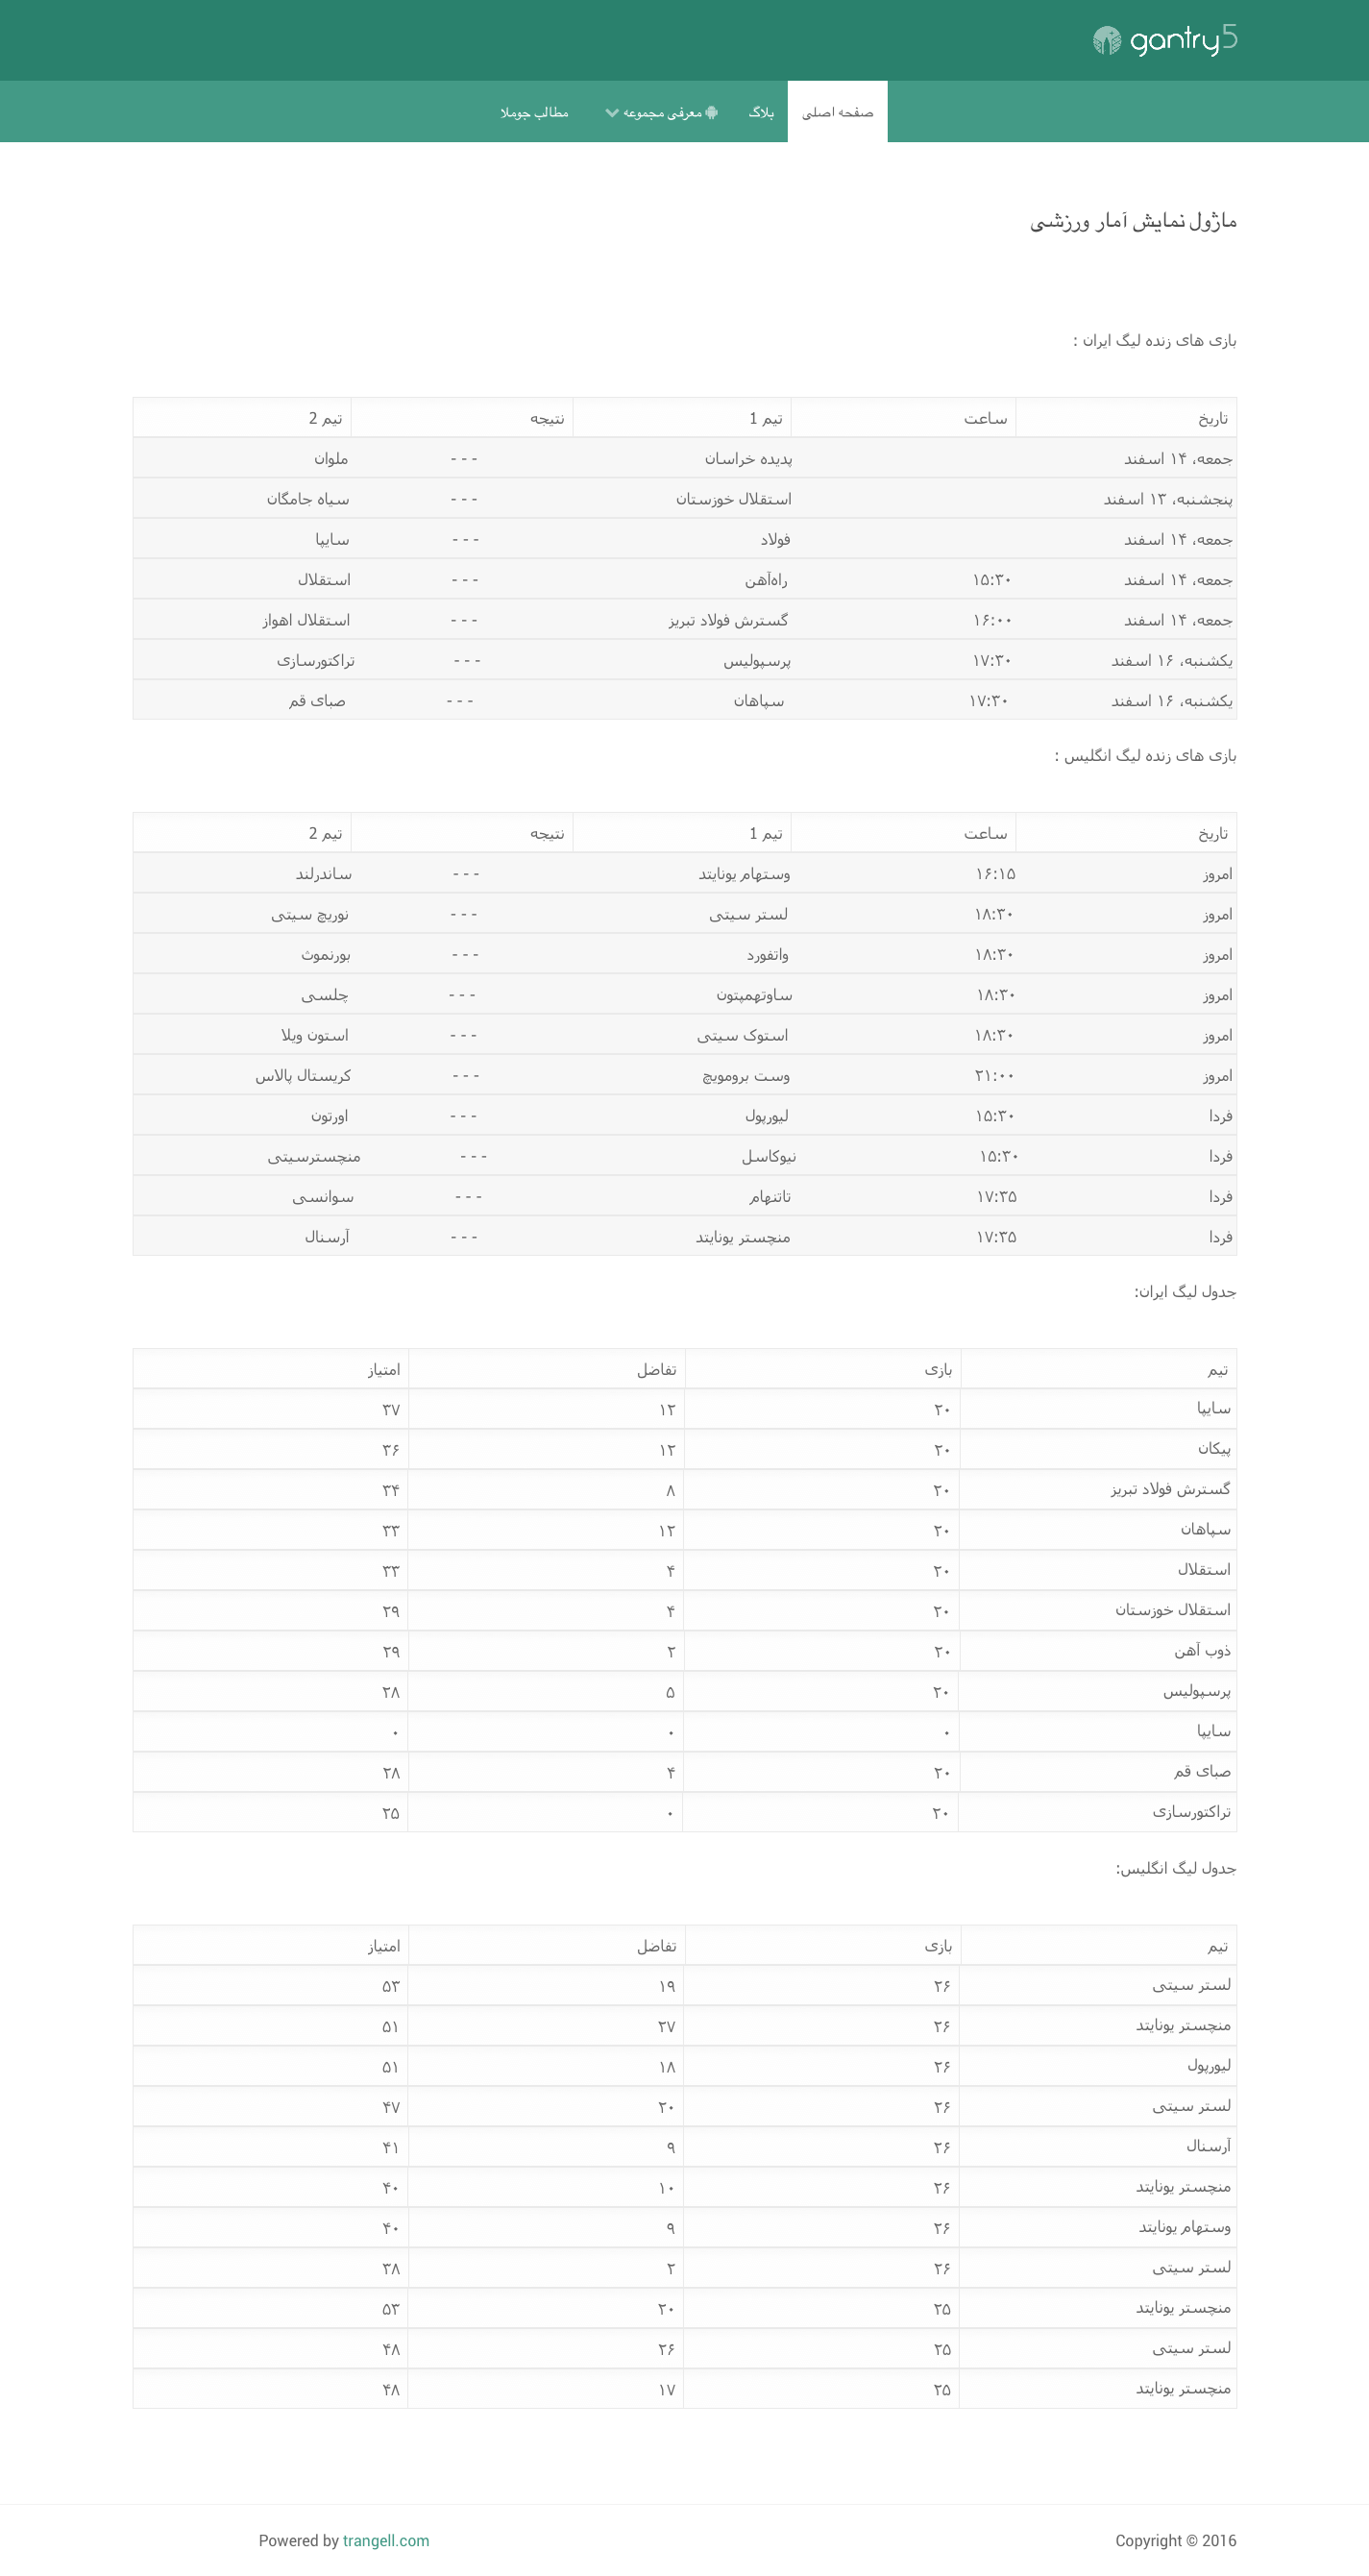 gantry5
صفحه اصلی بلاگ معرفی مجموعه مطالب جوملا
ماژول نمایش آمار ورزشی
بازی های زنده لیگ ایران :
تاریخ ساعت تیم 1 نتیجه تیم 2
جمعه، ۱۴ اسفند پدیده خراسان - - - ملوان
پنجشنبه، ۱۳ اسفند استقلال خوزستان - - - سیاه جامگان
جمعه، ۱۴ اسفند فولاد - - - سایپا
جمعه، ۱۴ اسفند ۱۵:۳۰ راه‌آهن - - - استقلال
جمعه، ۱۴ اسفند ۱۶:۰۰ گسترش فولاد تبریز - - - استقلال اهواز
یکشنبه، ۱۶ اسفند ۱۷:۳۰ پرسپولیس - - - تراکتورسازی
یکشنبه، ۱۶ اسفند ۱۷:۳۰ سپاهان - - - صبای قم
بازی های زنده لیگ انگلیس :
تاریخ ساعت تیم 1 نتیجه تیم 2
امروز ۱۶:۱۵ وستهام یونایتد - - - ساندرلند
امروز ۱۸:۳۰ لستر سیتی - - - نوریچ سیتی
امروز ۱۸:۳۰ واتفورد - - - بورنموث
امروز ۱۸:۳۰ ساوتهمپتون - - - چلسی
امروز ۱۸:۳۰ استوک سیتی - - - استون ویلا
امروز ۲۱:۰۰ وست برومویچ - - - کریستال پالاس
فردا ۱۵:۳۰ لیورپول - - - اورتون
فردا ۱۵:۳۰ نیوکاسل - - - منچسترسیتی
فردا ۱۷:۳۵ تاتنهام - - - سوانسی
فردا ۱۷:۳۵ منچستر یونایتد - - - آرسنال
جدول لیگ ایران:
تیم بازی تفاضل امتیاز
سایپا ۲۰ ۱۲ ۳۷
پیکان ۲۰ ۱۲ ۳۶
گسترش فولاد تبریز ۲۰ ۸ ۳۴
سپاهان ۲۰ ۱۲ ۳۳
استقلال ۲۰ ۴ ۳۳
استقلال خوزستان ۲۰ ۴ ۲۹
ذوب آهن ۲۰ ۲ ۲۹
پرسپولیس ۲۰ ۵ ۲۸
سایپا ۰ ۰ ۰
صبای قم ۲۰ ۴ ۲۸
تراکتورسازی ۲۰ ۰ ۲۵
جدول لیگ انگلیس:
تیم بازی تفاضل امتیاز
لستر سیتی ۲۶ ۱۹ ۵۳
منچستر یونایتد ۲۶ ۲۷ ۵۱
لیورپول ۲۶ ۱۸ ۵۱
لستر سیتی ۲۶ ۲۰ ۴۷
آرسنال ۲۶ ۹ ۴۱
منچستر یونایتد ۲۶ ۱۰ ۴۰
وستهام یونایتد ۲۶ ۹ ۴۰
لستر سیتی ۲۶ ۲ ۳۸
منچستر یونایتد ۲۵ ۲۰ ۵۳
لستر سیتی ۲۵ ۲۶ ۴۸
منچستر یونایتد ۲۵ ۱۷ ۴۸
Copyright © 2016 Powered by trangell.com